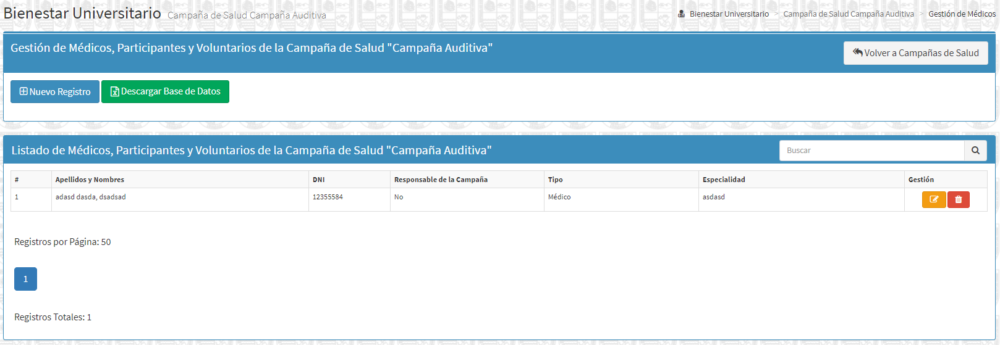 Bienestar Universitario Campaña de Salud Campaña Auditiva
Bienestar Universitario > Campaña de Salud Campaña Auditiva > Gestión de Médicos
Gestión de Médicos, Participantes y Voluntarios de la Campaña de Salud "Campaña Auditiva"
Volver a Campañas de Salud
Nuevo Registro Descargar Base de Datos
Listado de Médicos, Participantes y Voluntarios de la Campaña de Salud "Campaña Auditiva"
Buscar
# Apellidos y Nombres DNI Responsable de la Campaña Tipo Especialidad Gestión
1 adasd dasda, dsadsad 12355584 No Médico asdasd
Registros por Página: 50
1
Registros Totales: 1